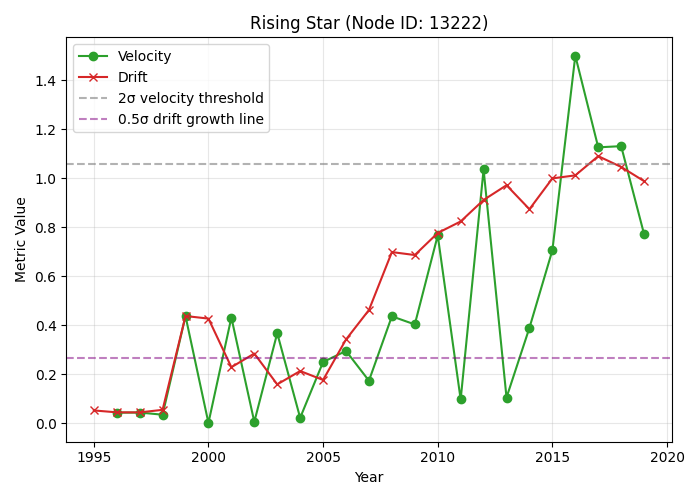 Rising Star (Node ID: 13222)
Velocity
Drift
2σ velocity threshold
0.5σ drift growth line
Metric Value
1.4
1.2
1.0
0.8
0.6
0.4
0.2
0.0
1995 2000 2005 2010 2015 2020
Year